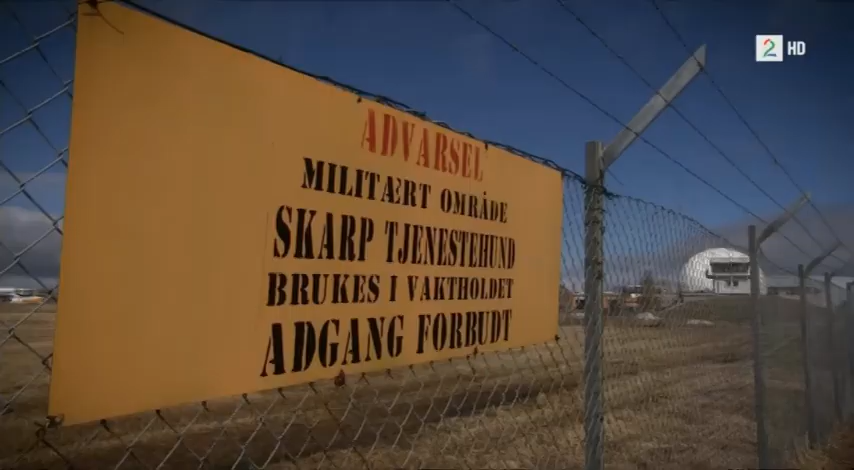 ADVARSEL
MILITÆRT OMRÅDE
SKARP TJENESTEHUND
BRUKES I VAKTHOLDET
ADGANG FORBUDT
2 HD